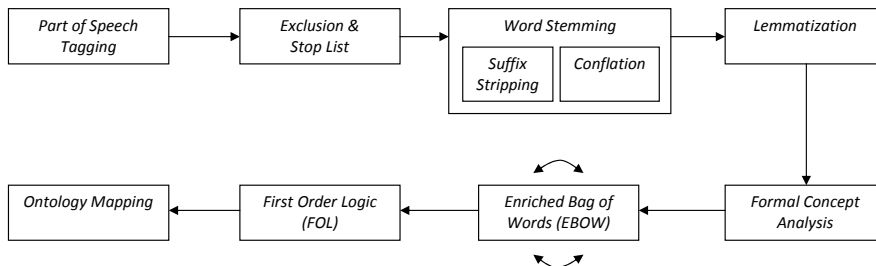 Part of Speech
Tagging
Exclusion &
Stop List
Word Stemming
Suffix
Stripping
Conflation
Lemmatization
Ontology Mapping
First Order Logic
(FOL)
Enriched Bag of
Words (EBOW)
Formal Concept
Analysis